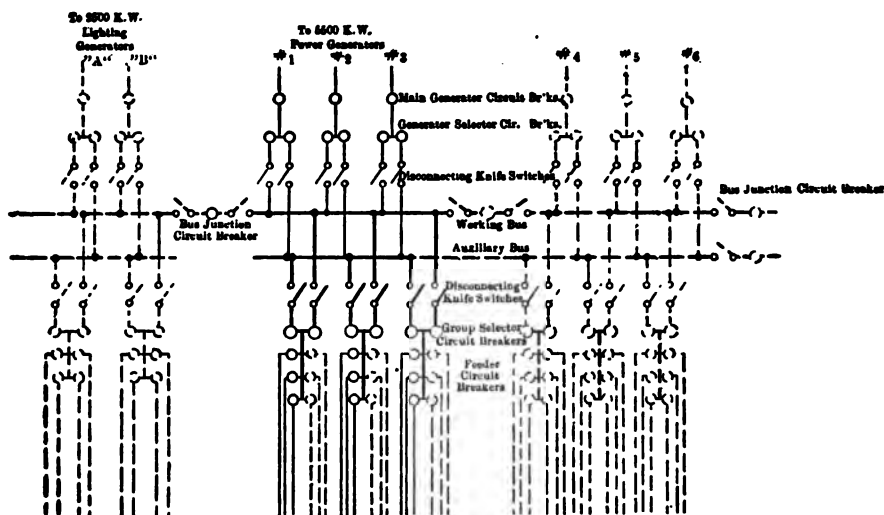 To 2500 K.W.
Lighting
Generators
"A" "B"
To 5500 K.W.
Power Generators
#1 #2 #3 #4 #5 #6
Main Generator Circuis Br'ks.
Generator Selector Cir. Br'ks.
Disconnecting Knife Switches
Bus Junction Circuit Breaker
Bus Junction
Circuit Breaker
Working Bus
Auxiliary Bus
Disconnecting
Knife Switches
Group Selector
Circuit Breakers
Feeder
Circuit
Breakers